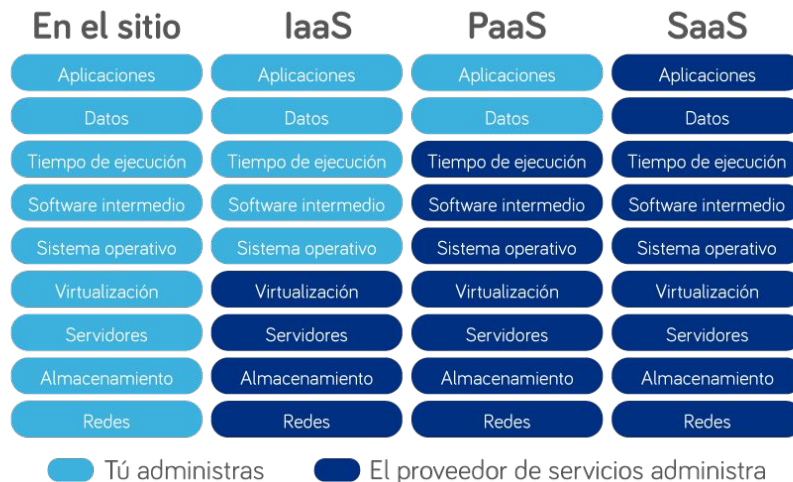 En el sitio IaaS PaaS SaaS
Aplicaciones Aplicaciones Aplicaciones Aplicaciones
Datos Datos Datos Datos
Tiempo de ejecución Tiempo de ejecución Tiempo de ejecución Tiempo de ejecución
Software intermedio Software intermedio Software intermedio Software intermedio
Sistema operativo Sistema operativo Sistema operativo Sistema operativo
Virtualización Virtualización Virtualización Virtualización
Servidores Servidores Servidores Servidores
Almacenamiento Almacenamiento Almacenamiento Almacenamiento
Redes Redes Redes Redes
Tú administras El proveedor de servicios administra